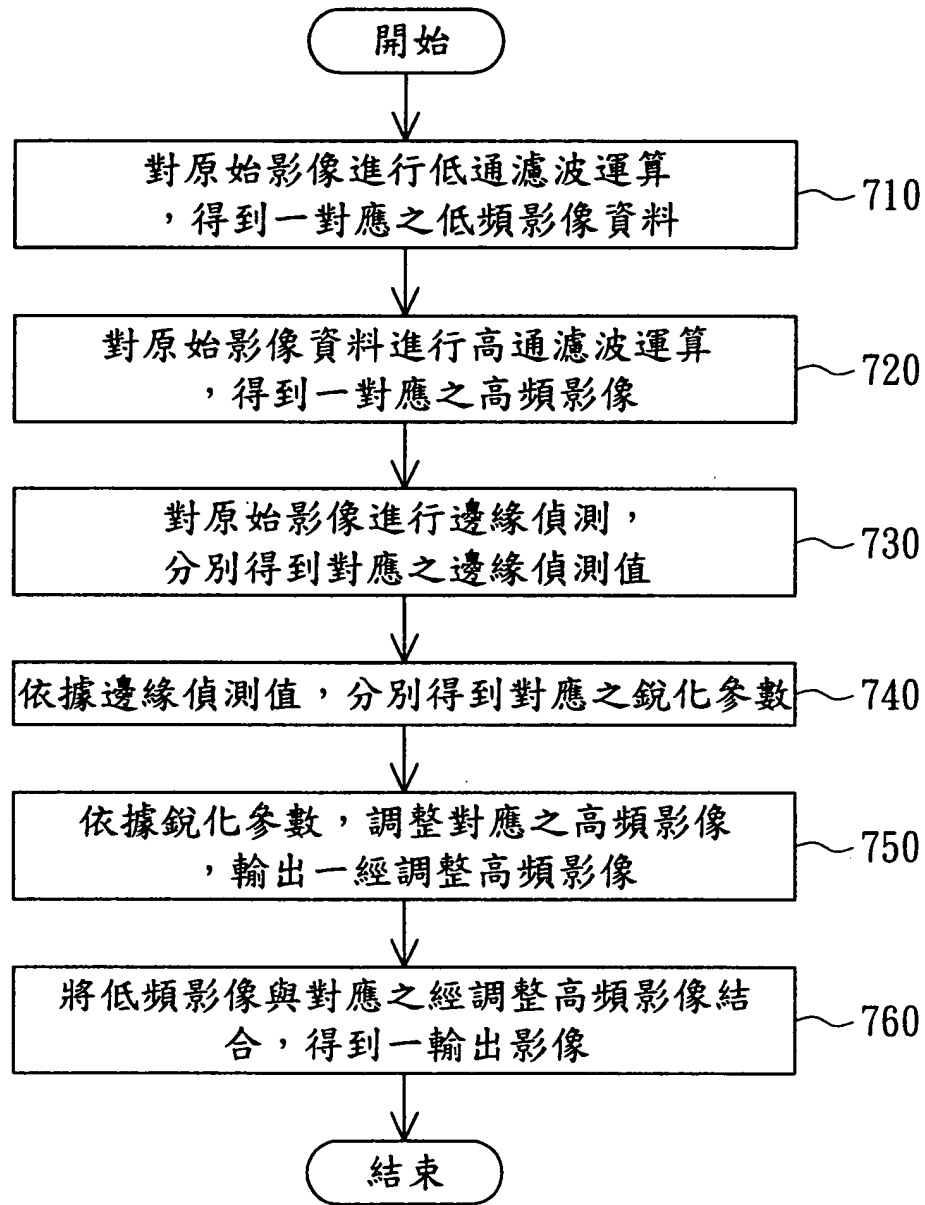 開始
對原始影像進行低通濾波運算
，得到一對應之低頻影像資料
710
對原始影像資料進行高通濾波運算
，得到一對應之高頻影像
720
對原始影像進行邊緣偵測，
分別得到對應之邊緣偵測值
730
依據邊緣偵測值，分別得到對應之銳化參數
740
依據銳化參數，調整對應之高頻影像
，輸出一經調整高頻影像
750
將低頻影像與對應之經調整高頻影像結
合，得到一輸出影像
760
結束